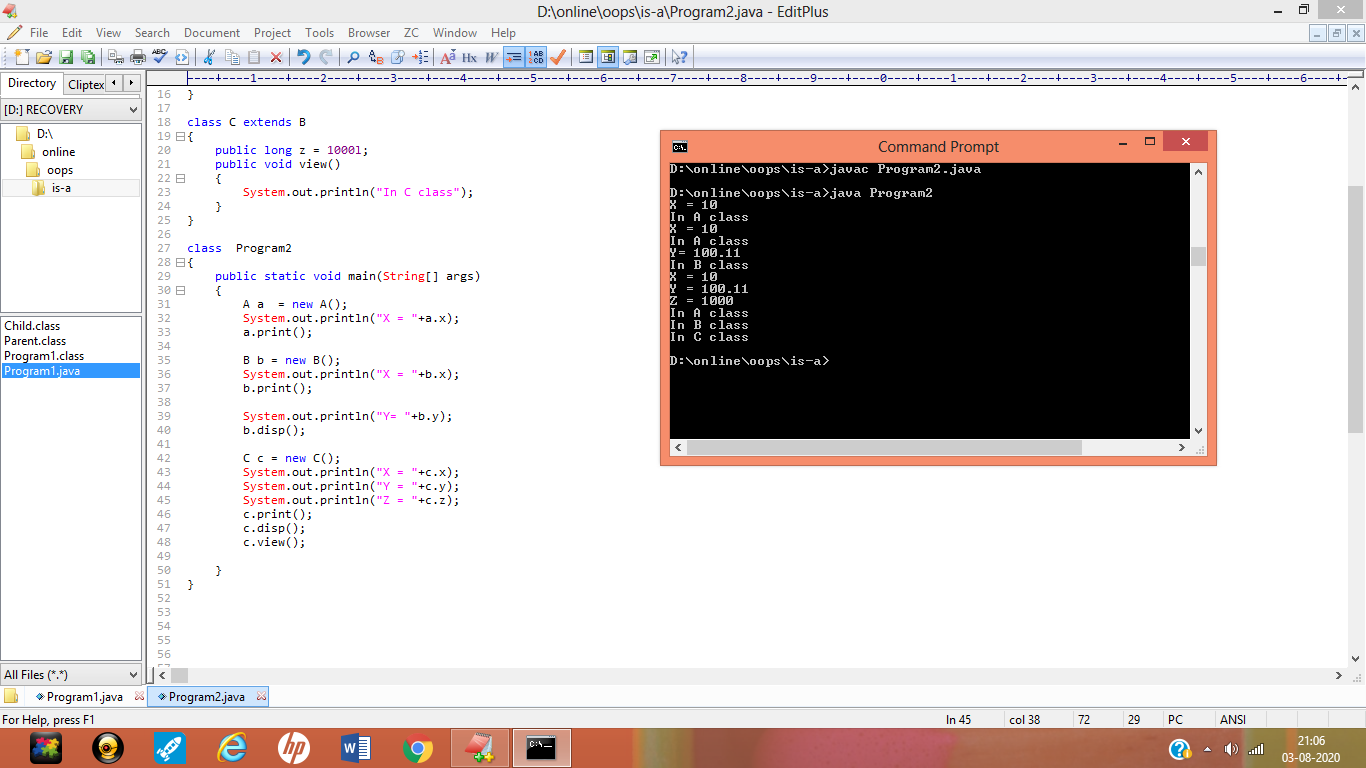 D:\online\oops\is-a\Program2.java - EditPlus
File Edit View Search Document Project Tools Browser ZC Window Help
Directory Cliptex
[D:] RECOVERY
D:\
online
oops
is-a
Child.class
Parent.class
Program1.class
Program1.java
All Files (*.*)
----+----1----+----2----+----3----+----4----+----5----+----6----+----7----+----8----+----9----+----0----+----1----+----2----+----3----+----4----+----5----+----6----+
16 }
17
18 class C extends B
19 {
20 public long z = 1000l;
21 public void view()
22 {
23 System.out.println("In C class");
24 }
25 }
26
27 class  Program2
28 {
29 public static void main(String[] args)
30 {
31 A a  = new A();
32 System.out.println("X = "+a.x);
33 a.print();
34
35 B b = new B();
36 System.out.println("X = "+b.x);
37 b.print();
38
39 System.out.println("Y= "+b.y);
40 b.disp();
41
42 C c = new C();
43 System.out.println("X = "+c.x);
44 System.out.println("Y = "+c.y);
45 System.out.println("Z = "+c.z);
46 c.print();
47 c.disp();
48 c.view();
49
50 }
51 }
52
53
54
55
56
57
Command Prompt
D:\online\oops\is-a>javac Program2.java
D:\online\oops\is-a>java Program2
X = 10
In A class
X = 10
In A class
Y= 100.11
In B class
X = 10
Y = 100.11
Z = 1000
In A class
In B class
In C class
D:\online\oops\is-a>
Program1.java Program2.java
For Help, press F1 ln 45 col 38 72 29 PC ANSI
21:06
03-08-2020